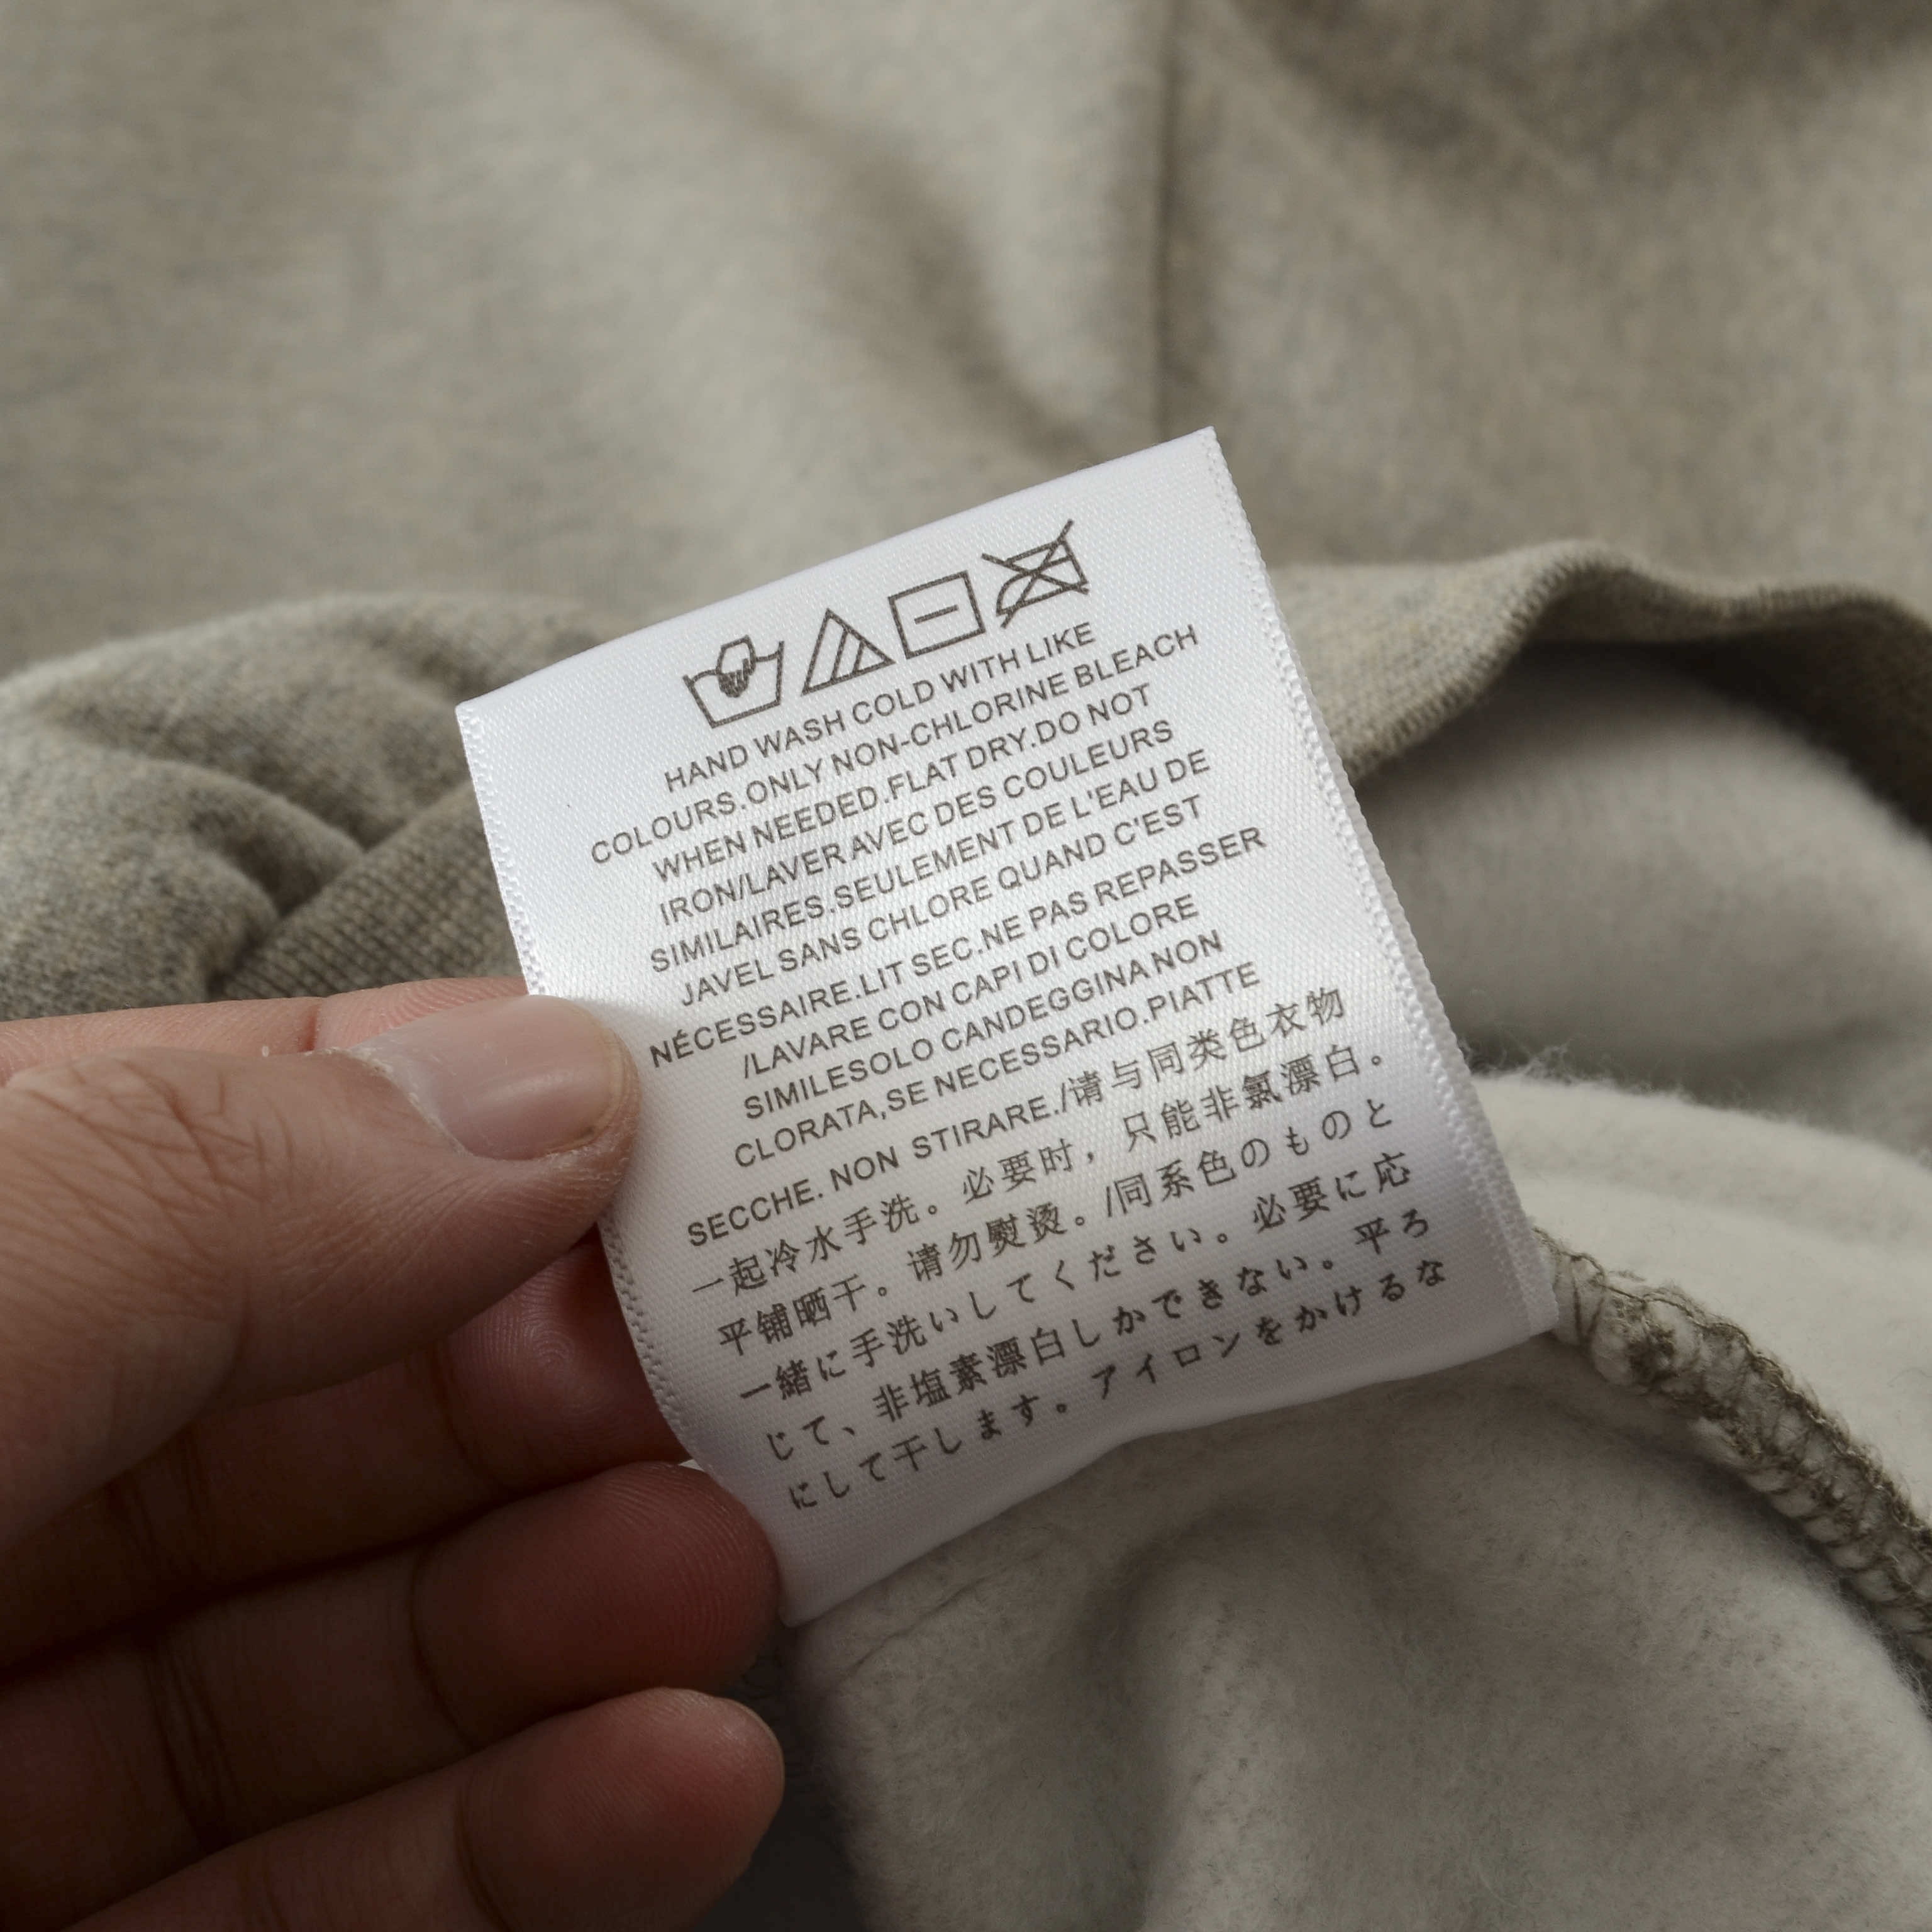 HAND WASH COLD WITH LIKE
COLOURS.ONLY NON-CHLORINE BLEACH
WHEN NEEDED.FLAT DRY.DO NOT
IRON/LAVER AVEC DES COULEURS
SIMILAIRES.SEULEMENT DE L'EAU DE
JAVEL SANS CHLORE QUAND C'EST
NÉCESSAIRE.LIT SEC.NE PAS REPASSER
/LAVARE CON CAPI DI COLORE
SIMILESOLO CANDEGGINA NON
CLORATA,SE NECESSARIO.PIATTE
SECCHE. NON STIRARE./请与同类色衣物
一起冷水手洗。必要时，只能非氯漂白。
平铺晒干。请勿熨烫。/同系色のものと
一緒に手洗いしてください。必要に応
じて、非塩素漂白しかできない。平ろ
にして干します。アイロンをかけるな